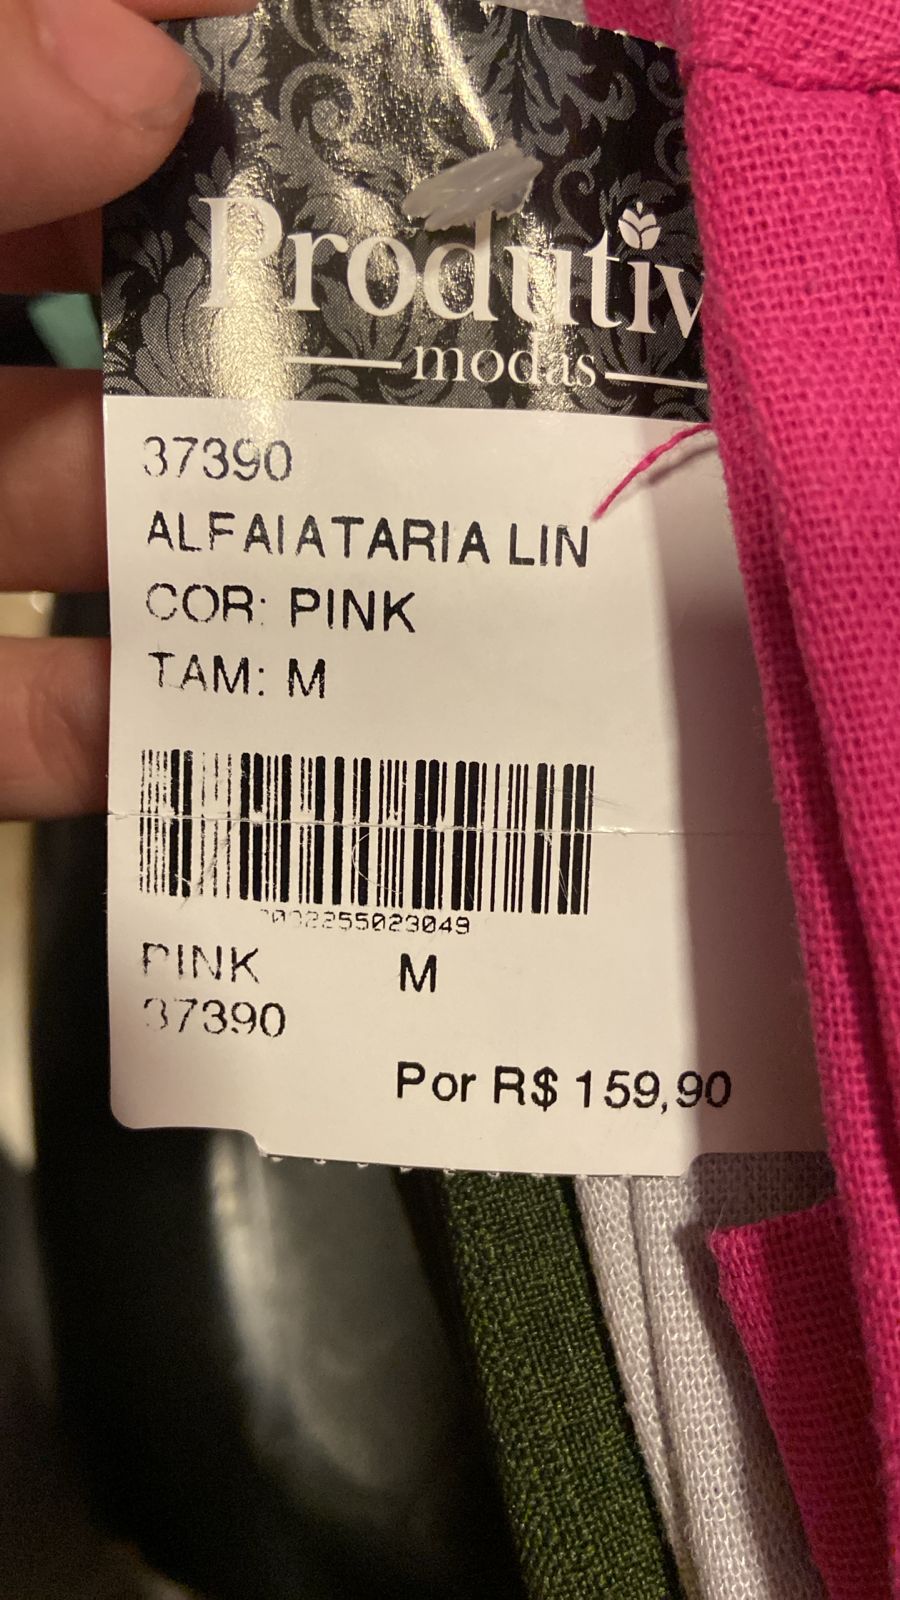 Produtiv
modas
37390
ALFAIATARIA LIN
COR: PINK
TAM: M
PINK M
37390
Por R$ 159,90